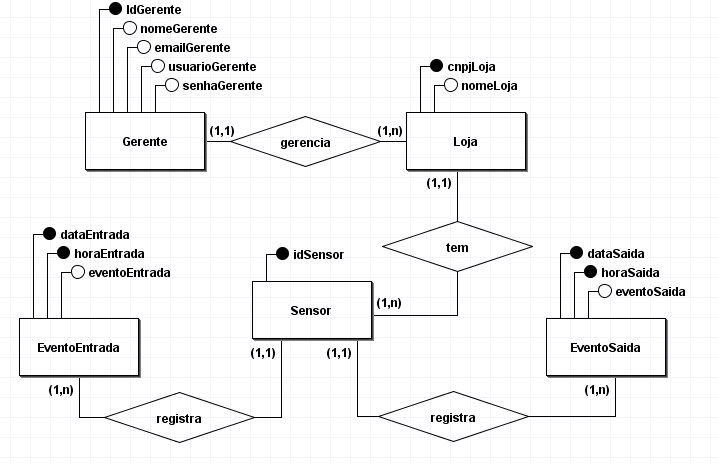 IdGerente
nomeGerente
emailGerente
usuarioGerente
senhaGerente
cnpjLoja
nomeLoja
Gerente
(1,1)
gerencia
(1,n)
Loja
(1,1)
dataEntrada
horaEntrada
eventoEntrada
idSensor
tem
dataSaida
horaSaida
eventoSaida
(1,n)
Sensor
EventoEntrada
(1,1)
(1,1)
EventoSaida
(1,n)
(1,n)
registra
registra